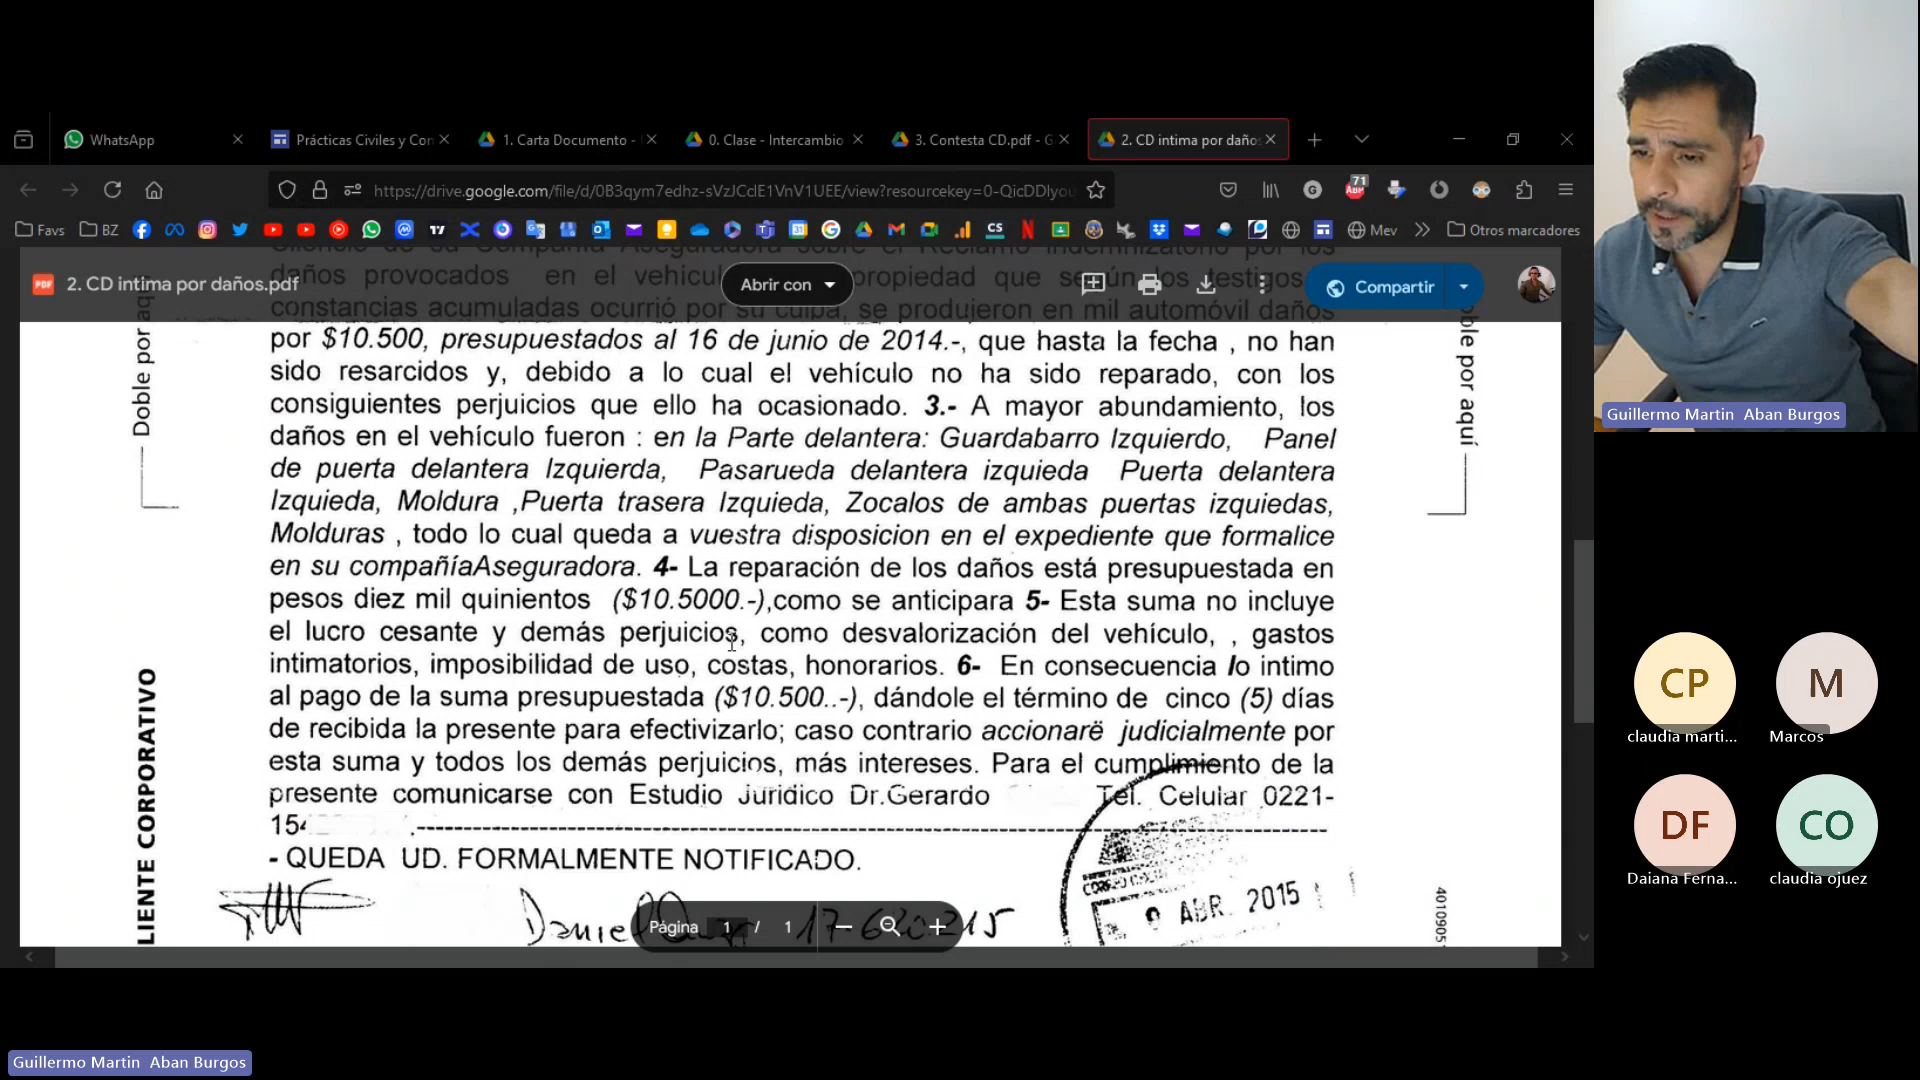 WhatsApp
Prácticas Civiles y Con
1. Carta Documento -
0. Clase - Intercambio
3. Contesta CD.pdf - G
2. CD intima por daños
https://drive.google.com/file/d/0B3qym7edhz-sVzJCclE1VnV1UEE/view?resourcekey=0-QicDDlyou
71
Favs
BZ
Mev
Otros marcadores
2. CD intima por daños.pdf
Abrir con
Compartir
daños provocados en el vehícul propiedad que según los testigos
constancias acumuladas ocurrió por su culpa, se produjeron en mil automóvil daños
por $10.500, presupuestados al 16 de junio de 2014.-, que hasta la fecha , no han
sido resarcidos y, debido a lo cual el vehículo no ha sido reparado, con los
consiguientes perjuicios que ello ha ocasionado. 3.- A mayor abundamiento, los
daños en el vehículo fueron : en la Parte delantera: Guardabarro Izquierdo, Panel
de puerta delantera Izquierda, Pasarueda delantera izquieda Puerta delantera
Izquieda, Moldura ,Puerta trasera Izquieda, Zocalos de ambas puertas izquiedas,
Molduras , todo lo cual queda a vuestra disposicion en el expediente que formalice
en su compañíaAseguradora. 4- La reparación de los daños está presupuestada en
pesos diez mil quinientos ($10.5000.-),como se anticipara 5- Esta suma no incluye
el lucro cesante y demás perjuicios, como desvalorización del vehículo, , gastos
intimatorios, imposibilidad de uso, costas, honorarios. 6- En consecuencia lo intimo
al pago de la suma presupuestada ($10.500..-), dándole el término de cinco (5) días
de recibida la presente para efectivizarlo; caso contrario accionarë judicialmente por
esta suma y todos los demás perjuicios, más intereses. Para el cumplimiento de la
presente comunicarse con Estudio Jurídico Dr.Gerardo Tel. Celular 0221-
154
- QUEDA UD. FORMALMENTE NOTIFICADO.
Doble por aquí
oble por aquí
LIENTE CORPORATIVO
ABR. 2015
4010905
Página 1 / 1
Guillermo Martin Aban Burgos
CP
claudia marti...
M
Marcos
DF
Daiana Ferna...
CO
claudia ojuez
Guillermo Martin Aban Burgos